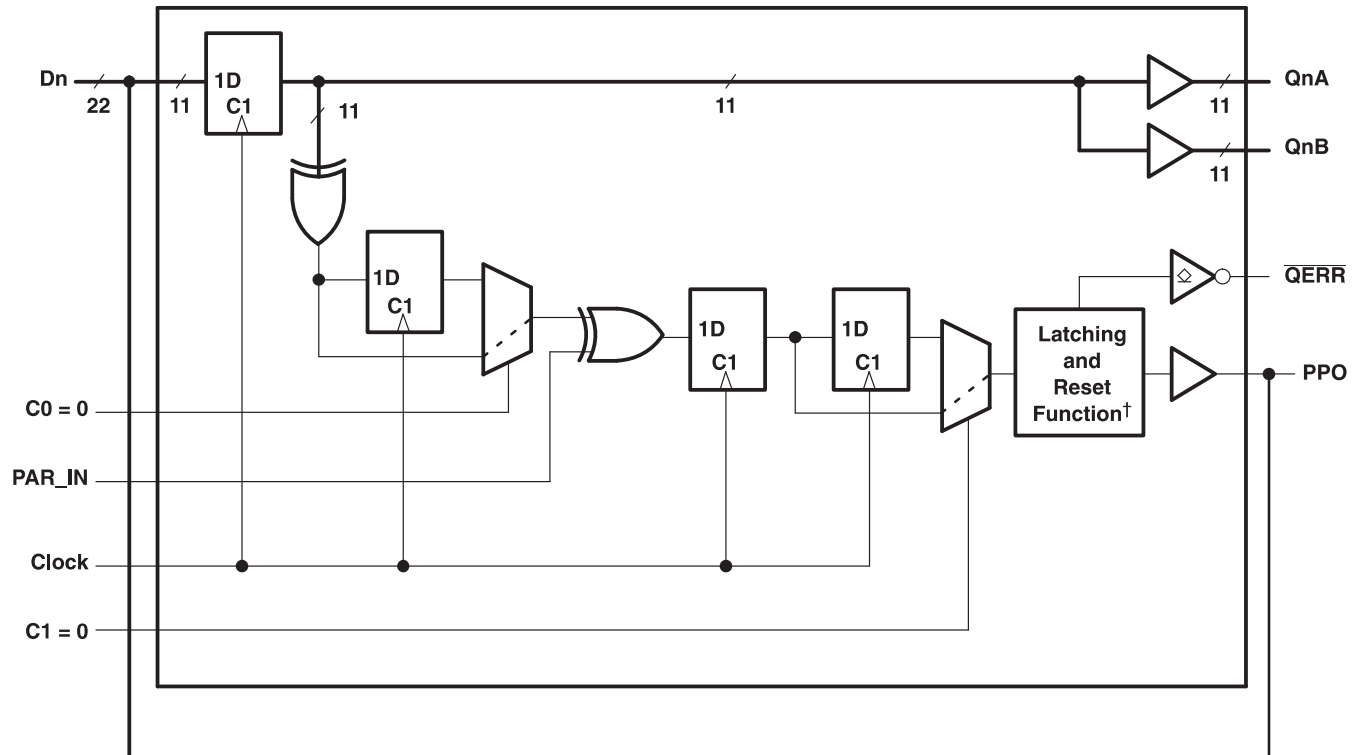 Dn
22
11
1D
C1
11
11
QnA
11
QnB
11
1D
C1
1D
C1
1D
C1
Latching
and
Reset
Function†
QERR
PPO
C0 = 0
PAR_IN
Clock
C1 = 0